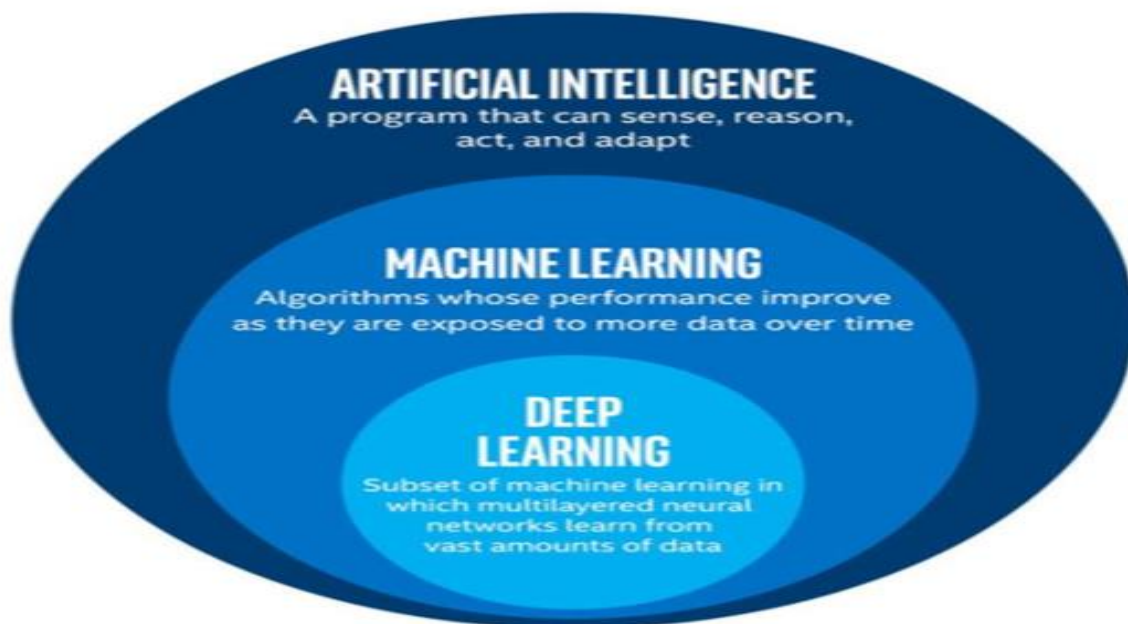 ARTIFICIAL INTELLIGENCE
A program that can sense, reason,
act, and adapt
MACHINE LEARNING
Algorithms whose performance improve
as they are exposed to more data over time
DEEP
LEARNING
Subset of machine learning in
which multilayered neural
networks learn from
vast amounts of data